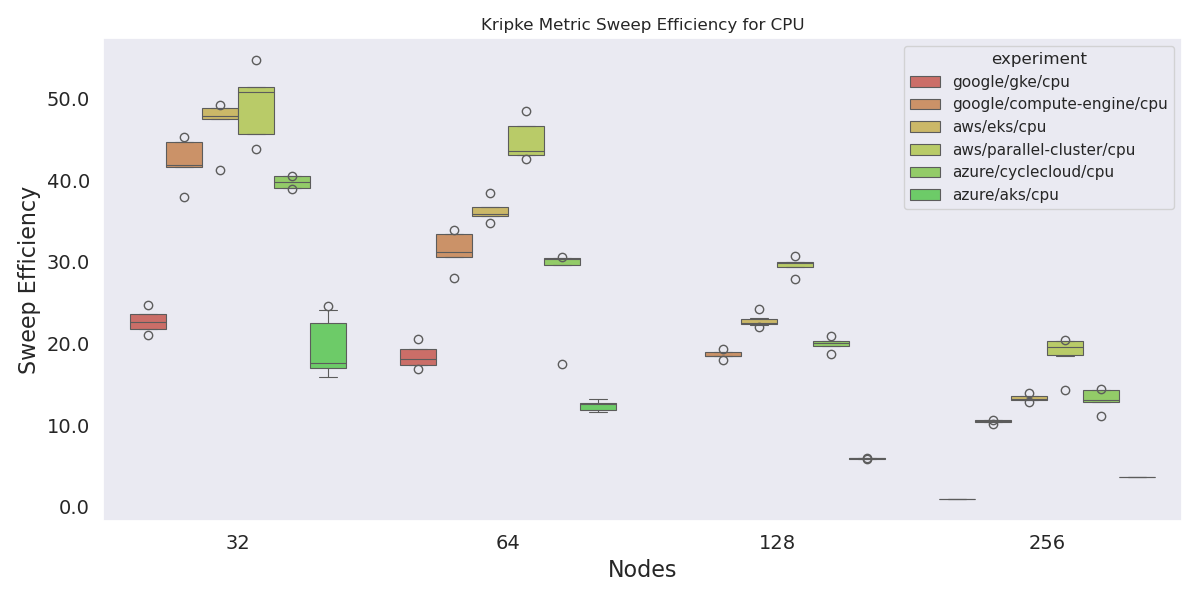 Kripke Metric Sweep Efficiency for CPU
experiment
google/gke/cpu
google/compute-engine/cpu
aws/eks/cpu
aws/parallel-cluster/cpu
azure/cyclecloud/cpu
azure/aks/cpu
Sweep Efficiency
50.0
40.0
30.0
20.0
10.0
0.0
32 64 128 256
Nodes